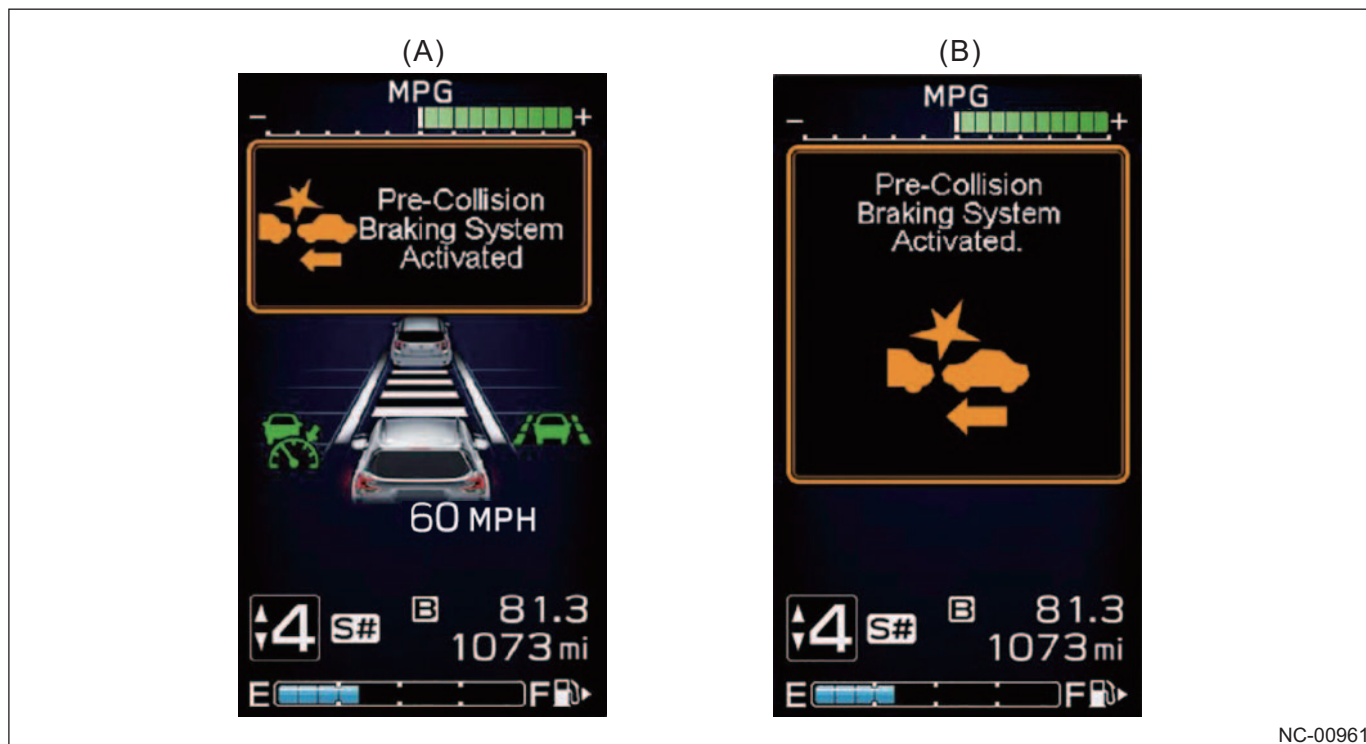 (A)
MPG
- +
Pre-Collision
Braking System
Activated
60 MPH
4 S# B 81.3
1073 mi
E F
(B)
MPG
- +
Pre-Collision
Braking System
Activated.
4 S# B 81.3
1073 mi
E F
NC-00961